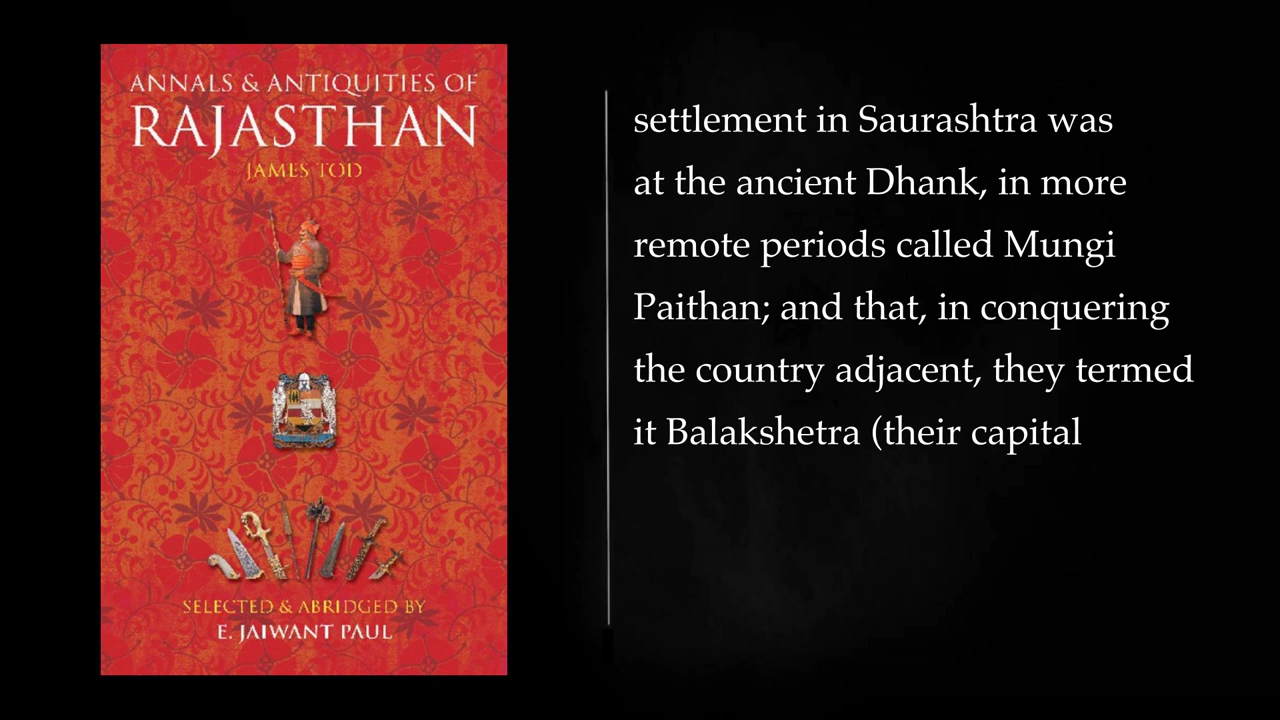 ANNALS & ANTIQUITIES OF
RAJASTHAN
JAMES TOD
SELECTED & ABRIDGED BY
E. JAIWANT PAUL
settlement in Saurashtra was
at the ancient Dhank, in more
remote periods called Mungi
Paithan; and that, in conquering
the country adjacent, they termed
it Balakshetra (their capital